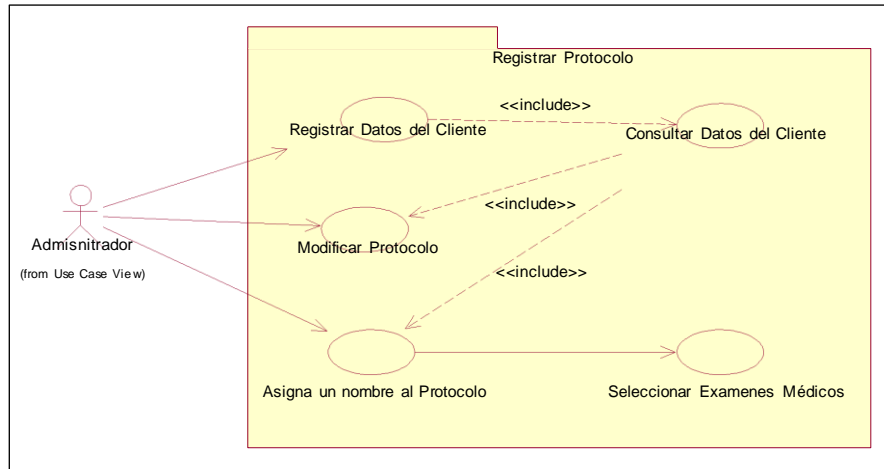 Registrar Protocolo
<<include>>
Registrar Datos del Cliente
Consultar Datos del Cliente
<<include>>
Modificar Protocolo
Admisnitrador
(from Use Case View)
<<include>>
Asigna un nombre al Protocolo
Seleccionar Examenes Médicos